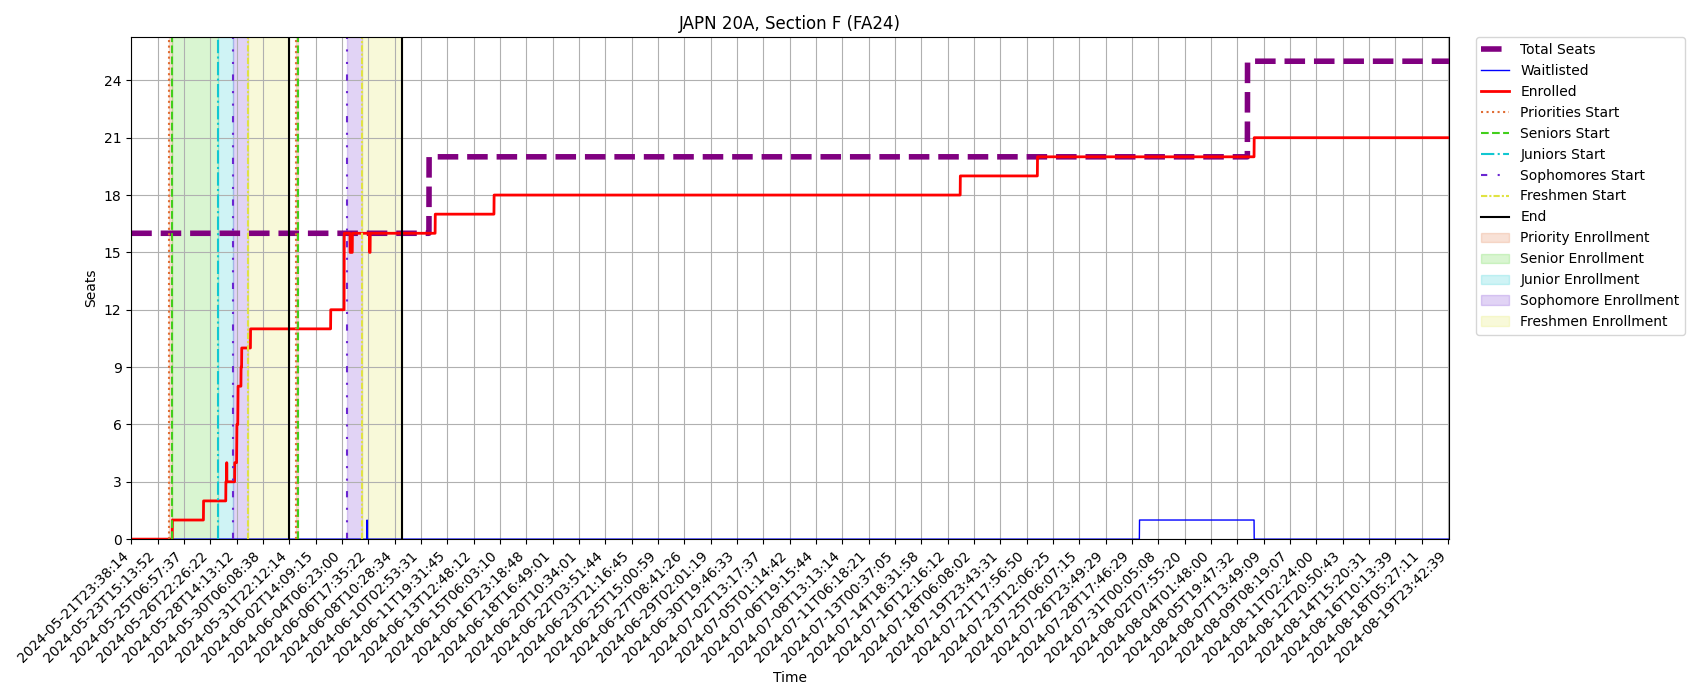 JAPN 20A, Section F (FA24)
Seats
24
21
18
15
12
9
6
3
0
2024-05-21T23:38:14
2024-05-23T15:13:52
2024-05-25T06:57:37
2024-05-26T22:26:22
2024-05-28T14:13:12
2024-05-30T06:08:38
2024-05-31T22:12:14
2024-06-02T14:09:15
2024-06-04T06:23:00
2024-06-06T17:35:22
2024-06-08T10:28:34
2024-06-10T02:53:31
2024-06-11T19:31:45
2024-06-13T12:48:12
2024-06-15T06:03:10
2024-06-16T23:18:48
2024-06-18T16:49:01
2024-06-20T10:34:01
2024-06-22T03:51:44
2024-06-23T21:16:45
2024-06-25T15:00:59
2024-06-27T08:41:26
2024-06-29T02:01:19
2024-06-30T19:46:33
2024-07-02T13:17:37
2024-07-05T01:14:42
2024-07-06T19:15:44
2024-07-08T13:13:14
2024-07-11T06:18:21
2024-07-13T00:37:05
2024-07-14T18:31:58
2024-07-16T12:16:12
2024-07-18T06:08:02
2024-07-19T23:43:31
2024-07-21T17:56:50
2024-07-23T12:06:25
2024-07-25T06:07:15
2024-07-26T23:49:29
2024-07-28T17:46:29
2024-07-31T00:05:08
2024-08-02T07:55:20
2024-08-04T01:48:00
2024-08-05T19:47:32
2024-08-07T13:49:09
2024-08-09T08:19:07
2024-08-11T02:24:00
2024-08-12T20:50:43
2024-08-14T15:20:31
2024-08-16T10:13:39
2024-08-18T05:27:11
2024-08-19T23:42:39
Time
Total Seats
Waitlisted
Enrolled
Priorities Start
Seniors Start
Juniors Start
Sophomores Start
Freshmen Start
End
Priority Enrollment
Senior Enrollment
Junior Enrollment
Sophomore Enrollment
Freshmen Enrollment